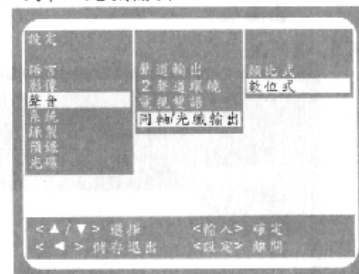 設定
語言
影像
聲音
系統
錄製
預錄
光碟
聲道輸出
2聲道環繞
電視雙語
同軸/光纖輸出
類比式
數位式
<▲/▼> 選擇
<輸入> 確定
<◀> 儲存退出
<設定> 離開